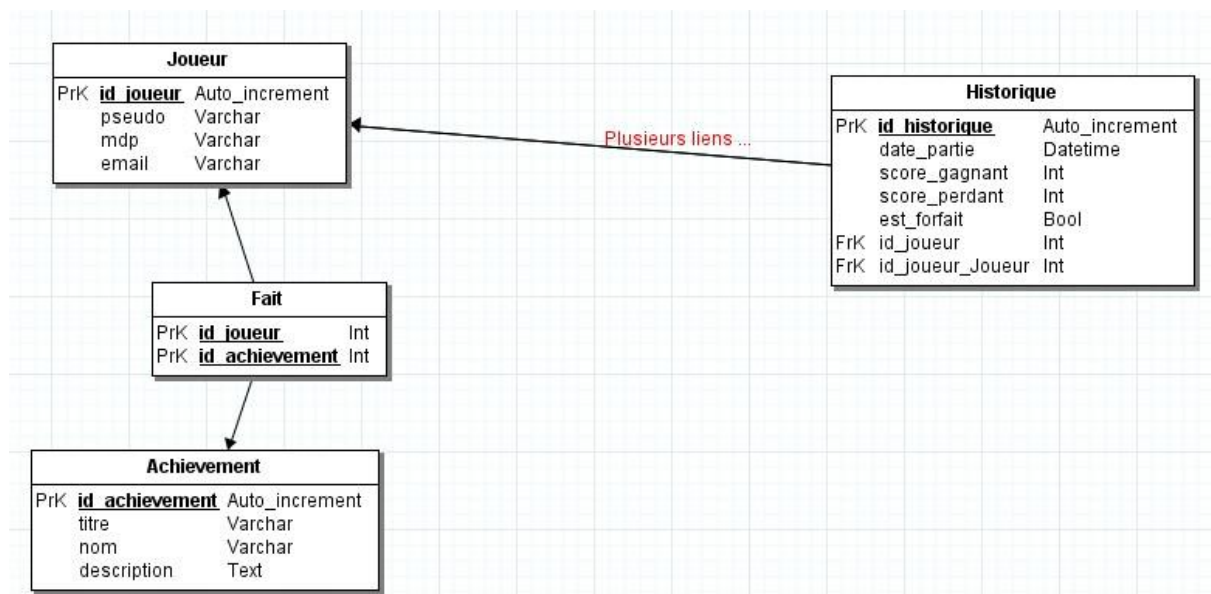 Joueur
PrK id_joueur Auto_increment
pseudo Varchar
mdp Varchar
email Varchar
Plusieurs liens ...
Historique
PrK id_historique Auto_increment
date_partie Datetime
score_gagnant Int
score_perdant Int
est_forfait Bool
FrK id_joueur Int
FrK id_joueur_Joueur Int
Fait
PrK id_joueur Int
PrK id_achievement Int
Achievement
PrK id_achievement Auto_increment
titre Varchar
nom Varchar
description Text